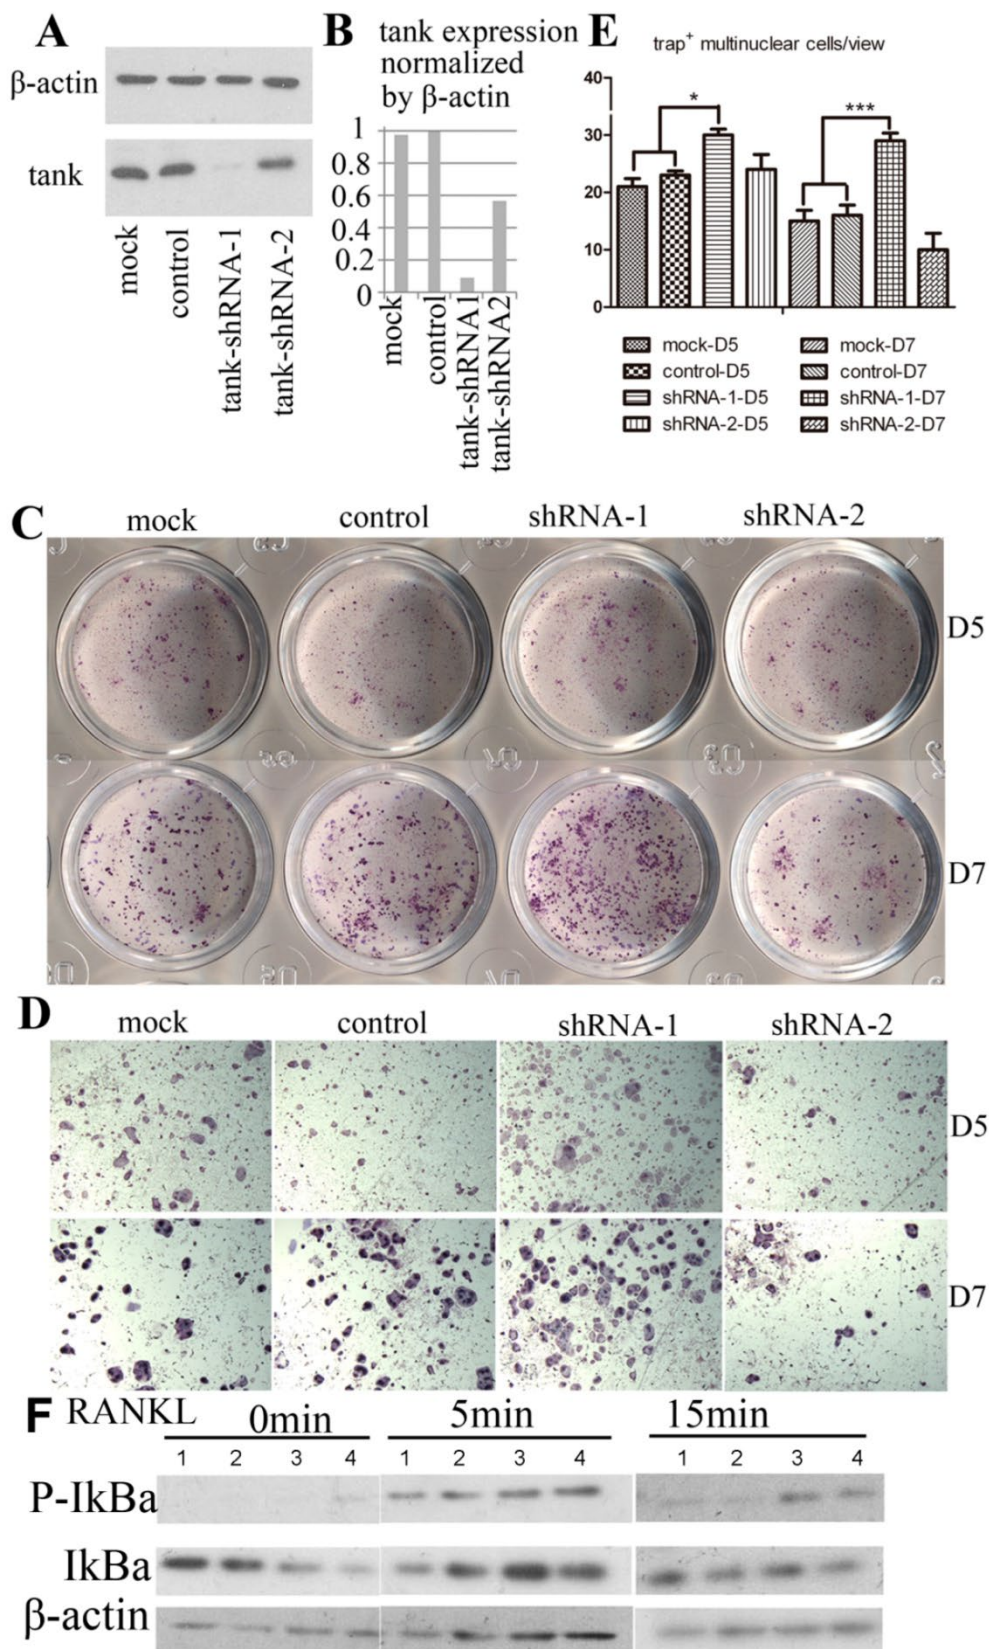 A
β-actin
tank
mock
control
tank-shRNA-1
tank-shRNA-2
B
tank expression
normalized
by β-actin
1
0.8
0.6
0.4
0.2
0
mock
control
tank-shRNA1
tank-shRNA2
E
trap+ multinuclear cells/view
40
30
20
10
0
*
***
mock-D5
control-D5
shRNA-1-D5
shRNA-2-D5
mock-D7
control-D7
shRNA-1-D7
shRNA-2-D7
C
mock control shRNA-1 shRNA-2
D5
D7
D
mock control shRNA-1 shRNA-2
D5
D7
F RANKL 0min 5min 15min
1 2 3 4 1 2 3 4 1 2 3 4
P-IkBa
IkBa
β-actin